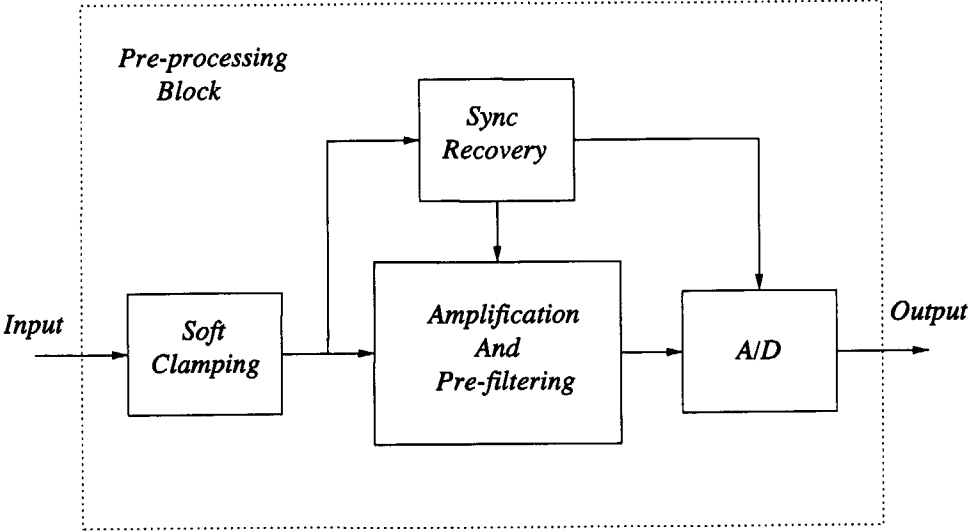 Pre-processing
Block
Sync
Recovery
Input
Soft
Clamping
Amplification
And
Pre-filtering
A/D
Output